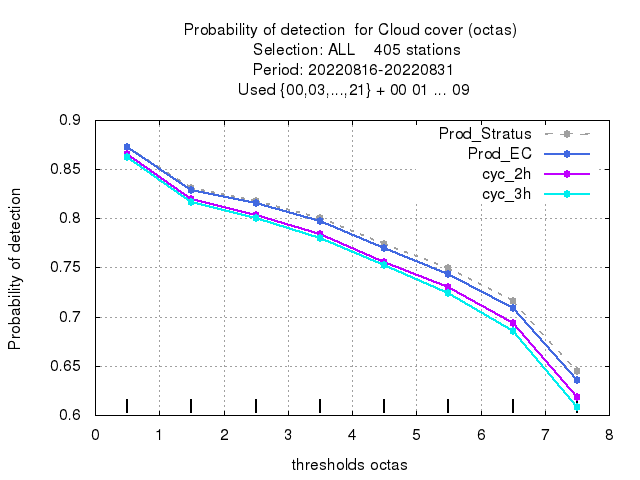 Probability of detection  for Cloud cover (octas)
Selection: ALL    405 stations
Period: 20220816-20220831
Used {00,03,...,21} + 00 01 ... 09
Prod_Stratus
Prod_EC
cyc_2h
cyc_3h
Probability of detection
0.9
0.85
0.8
0.75
0.7
0.65
0.6
0 1 2 3 4 5 6 7 8
thresholds octas